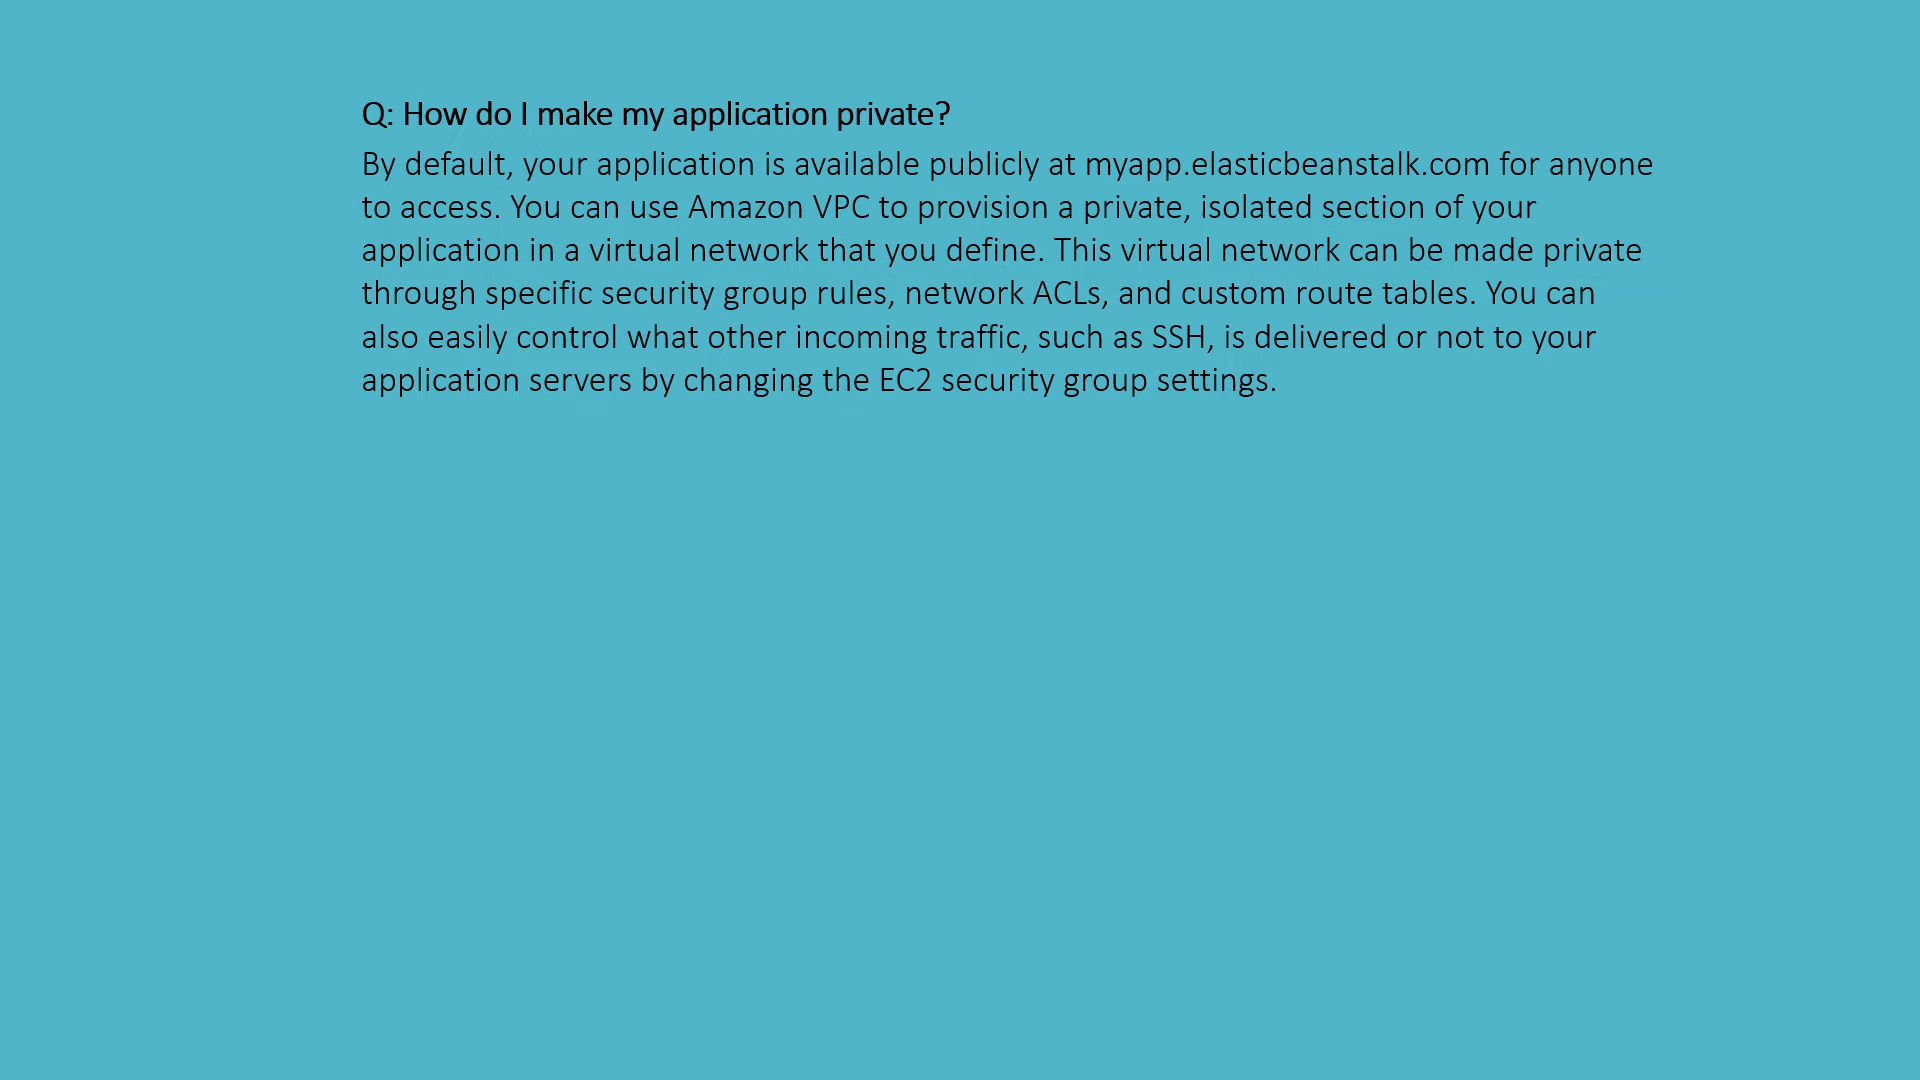 Q: How do I make my application private?
By default, your application is available publicly at myapp.elasticbeanstalk.com for anyone
to access. You can use Amazon VPC to provision a private, isolated section of your
application in a virtual network that you define. This virtual network can be made private
through specific security group rules, network ACLs, and custom route tables. You can
also easily control what other incoming traffic, such as SSH, is delivered or not to your
application servers by changing the EC2 security group settings.